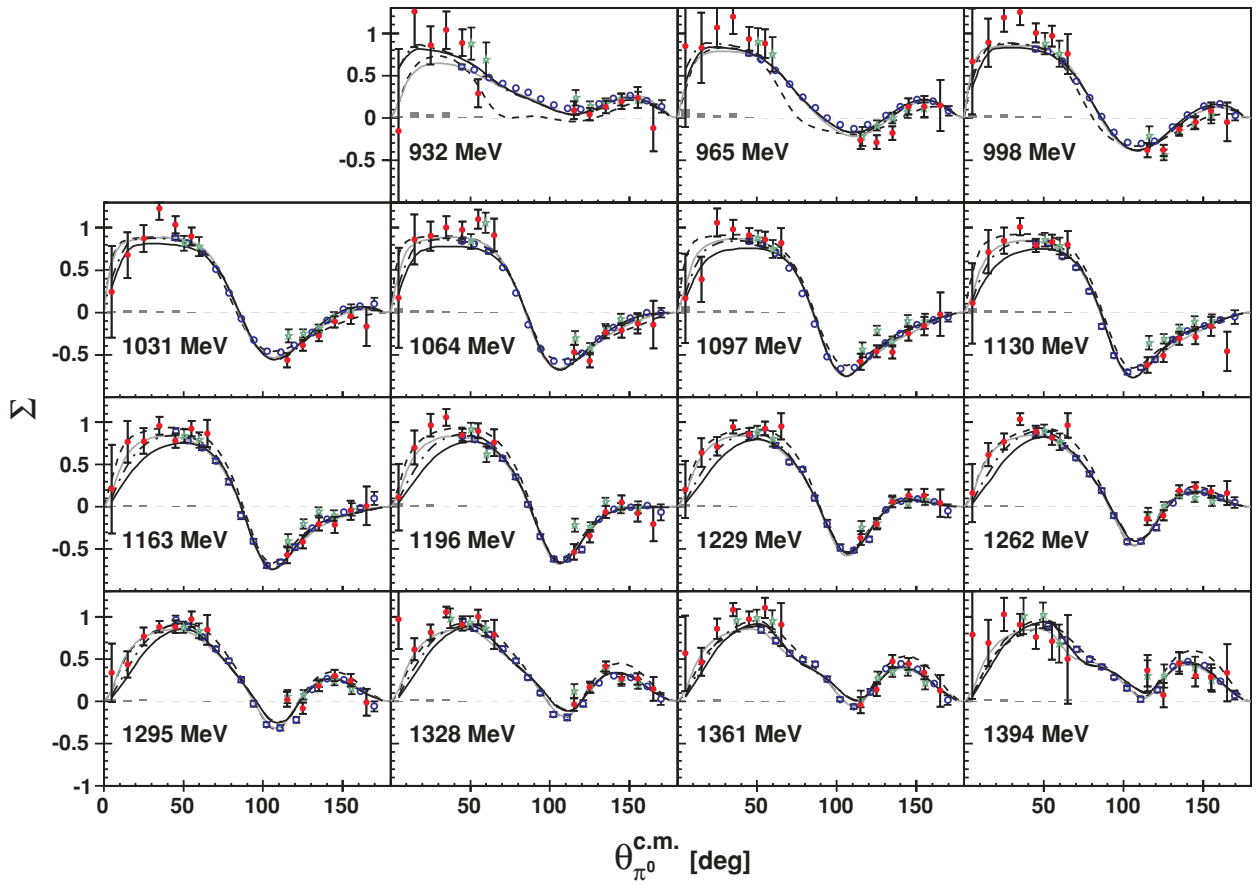 1
0.5
0
-0.5
932 MeV
965 MeV
998 MeV
1
0.5
0
-0.5
1031 MeV
1064 MeV
1097 MeV
1130 MeV
Σ
1
0.5
0
-0.5
1163 MeV
1196 MeV
1229 MeV
1262 MeV
1
0.5
0
-0.5
-1
1295 MeV
1328 MeV
1361 MeV
1394 MeV
0 50 100 150 50 100 150 50 100 150 50 100 150
θ c.m. π⁰ [deg]